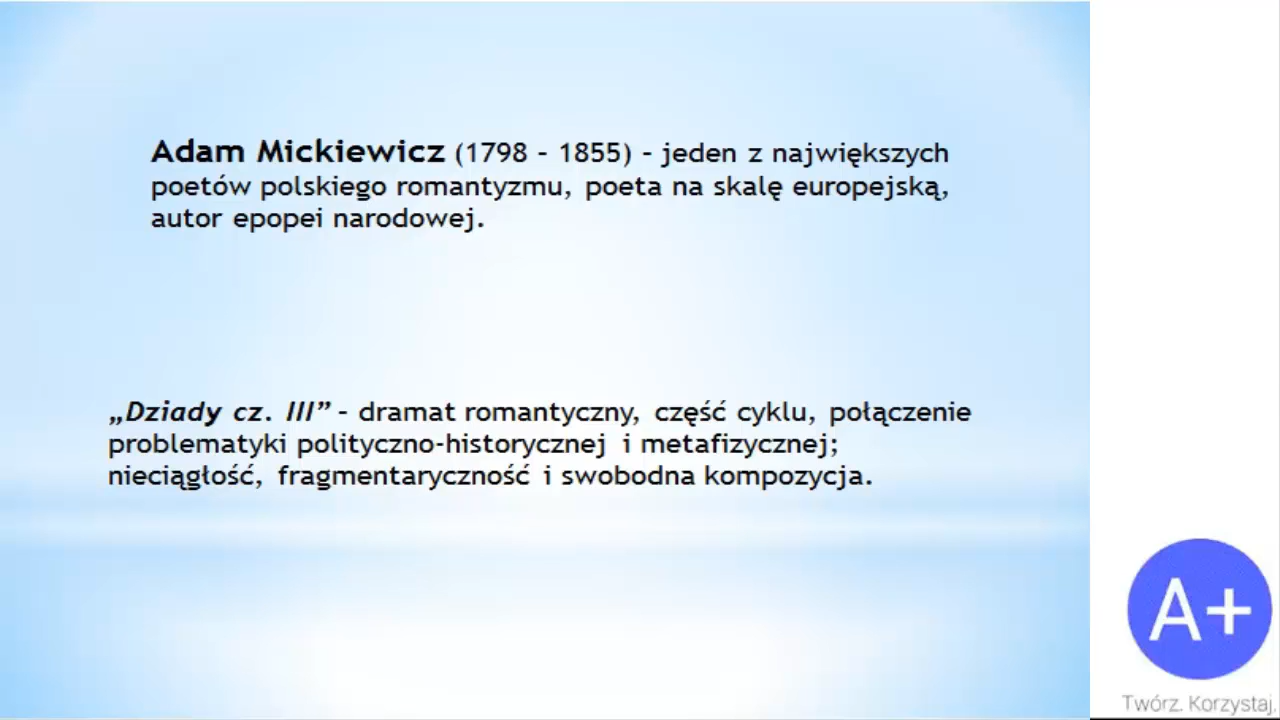 Adam Mickiewicz (1798 – 1855) – jeden z największych
poetów polskiego romantyzmu, poeta na skalę europejską,
autor epopei narodowej.
„Dziady cz. III” – dramat romantyczny, część cyklu, połączenie
problematyki polityczno-historycznej i metafizycznej;
nieciągłość, fragmentaryczność i swobodna kompozycja.
A+
Twórz. Korzystaj.